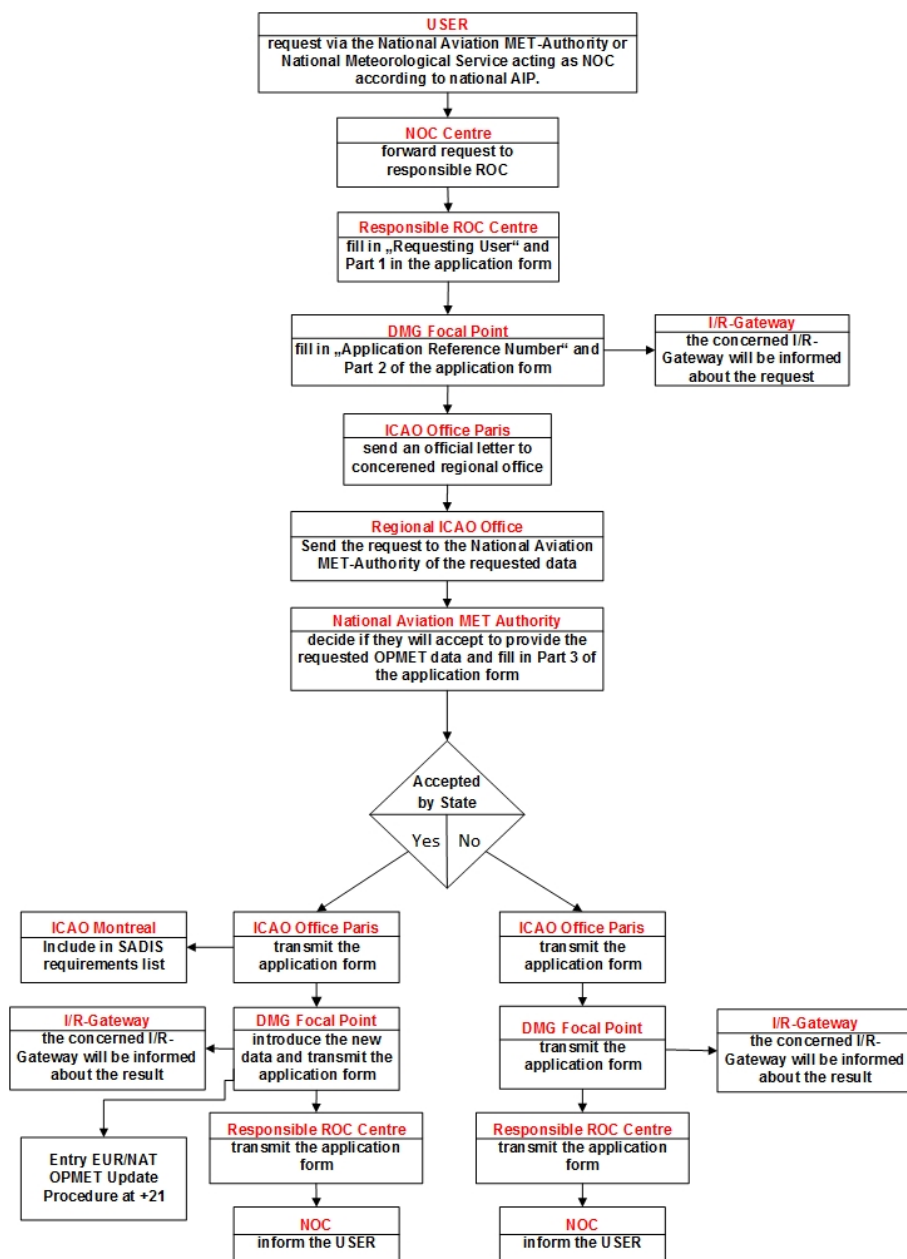 USER
request via the National Aviation MET-Authority or
National Meteorological Service acting as NOC
according to national AIP.
NOC Centre
forward request to
responsible ROC
Responsible ROC Centre
fill in „Requesting User“ and
Part 1 in the application form
DMG Focal Point
fill in „Application Reference Number“ and
Part 2 of the application form
I/R-Gateway
the concerned I/R-
Gateway will be informed
about the request
ICAO Office Paris
send an official letter to
concerened regional office
Regional ICAO Office
Send the request to the National Aviation
MET-Authority of the requested data
National Aviation MET Authority
decide if they will accept to provide the
requested OPMET data and fill in Part 3 of
the application form
Accepted
by State
Yes
No
ICAO Montreal
Include in SADIS
requirements list
ICAO Office Paris
transmit the
application form
ICAO Office Paris
transmit the
application form
I/R-Gateway
the concerned I/R-
Gateway will be informed
about the result
DMG Focal Point
introduce the new
data and transmit the
application form
DMG Focal Point
transmit the
application form
I/R-Gateway
the concerned I/R-
Gateway will be informed
about the result
Entry EUR/NAT
OPMET Update
Procedure at +21
Responsible ROC Centre
transmit the application
form
Responsible ROC Centre
transmit the application
form
NOC
inform the USER
NOC
inform the USER